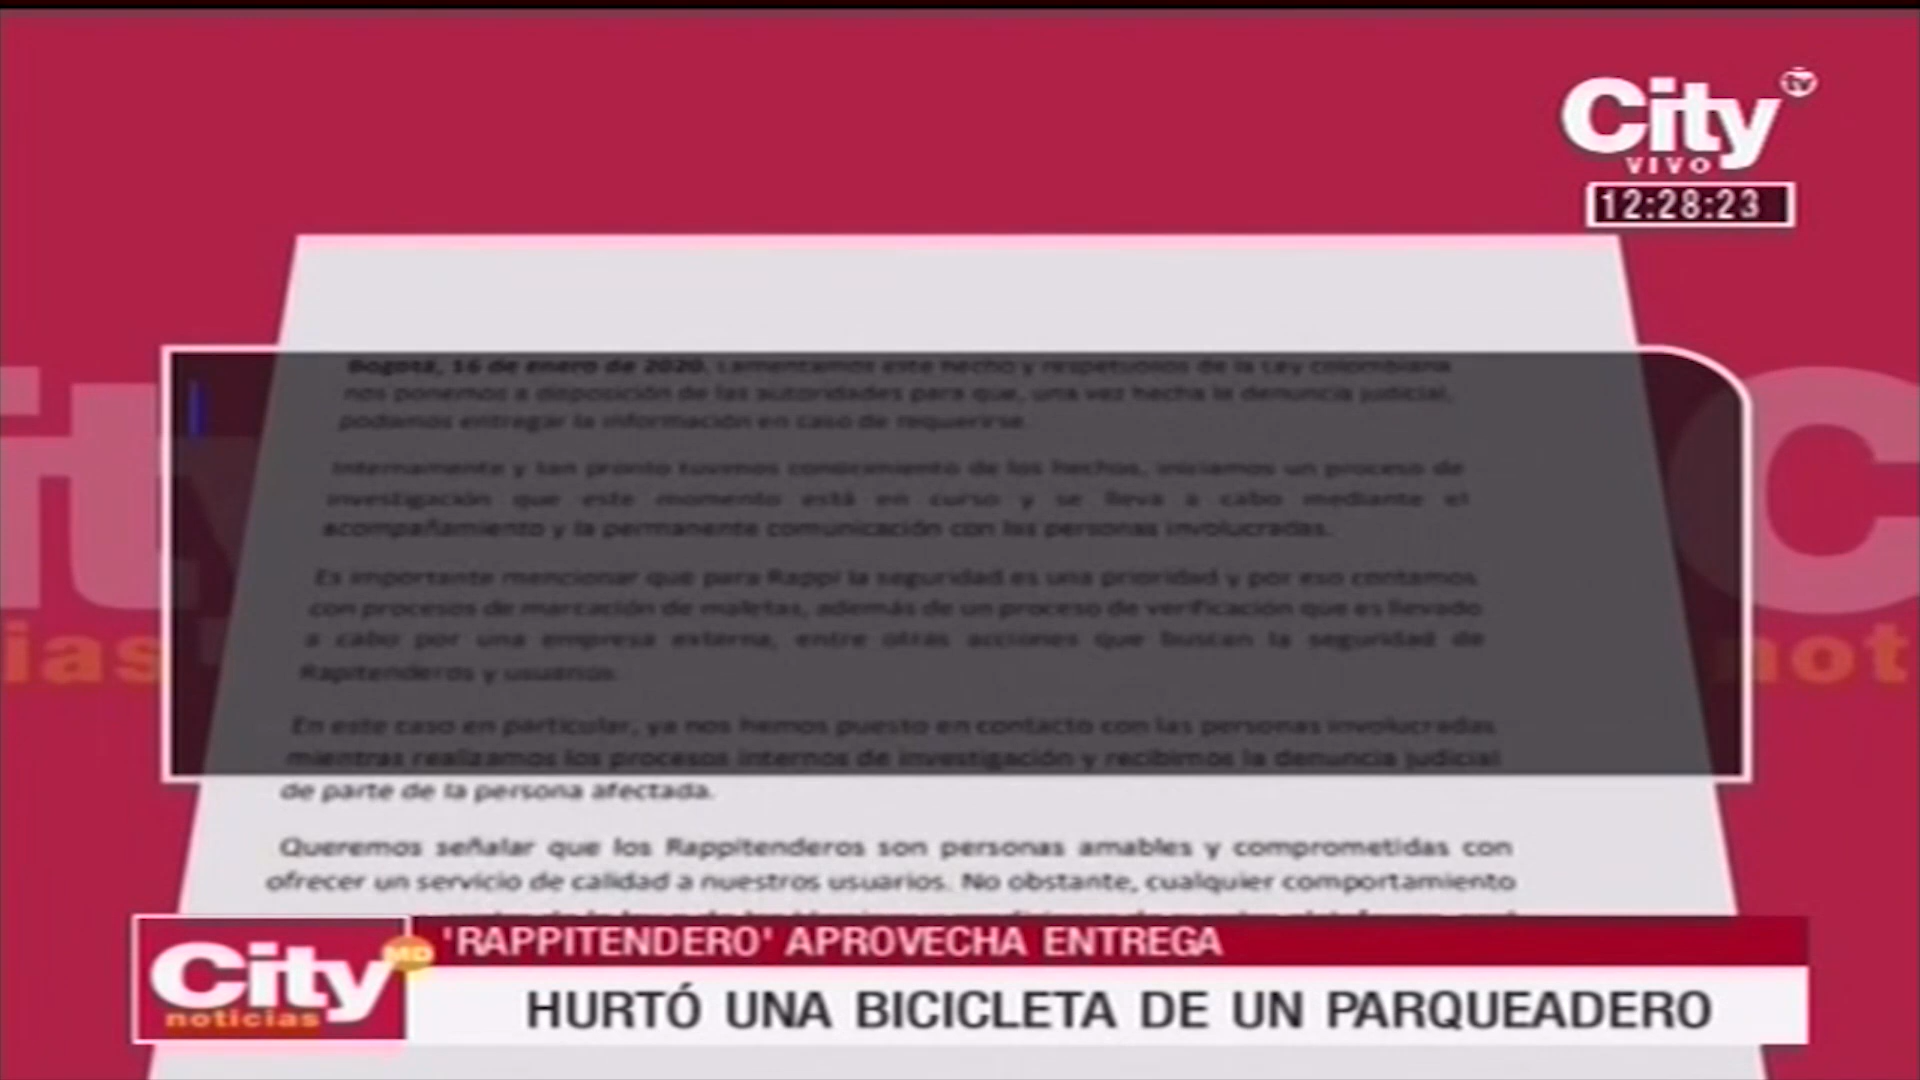 City tv
VIVO
12:28:23
Bogotá, 16 de enero de 2020. Lamentamos este hecho y respetuosos de la Ley colombiana
nos ponemos a disposición de las autoridades para que, una vez hecha la denuncia judicial,
podamos entregar la información en caso de requerirse.
Internamente y tan pronto tuvimos conocimiento de los hechos, iniciamos un proceso de
investigación que este momento está en curso y se lleva a cabo mediante el
acompañamiento y la permanente comunicación con las personas involucradas.
Es importante mencionar que para Rappi la seguridad es una prioridad y por eso contamos
con procesos de marcación de maletas, además de un proceso de verificación que es llevado
a cabo por una empresa externa, entre otras acciones que buscan la seguridad de
Rapitenderos y usuarios.
En este caso en particular, ya nos hemos puesto en contacto con las personas involucradas
mientras realizamos los procesos internos de investigación y recibimos la denuncia judicial
de parte de la persona afectada.
Queremos señalar que los Rappitenderos son personas amables y comprometidas con
ofrecer un servicio de calidad a nuestros usuarios. No obstante, cualquier comportamiento
'RAPPITENDERO' APROVECHA ENTREGA
City MD
noticias
HURTÓ UNA BICICLETA DE UN PARQUEADERO